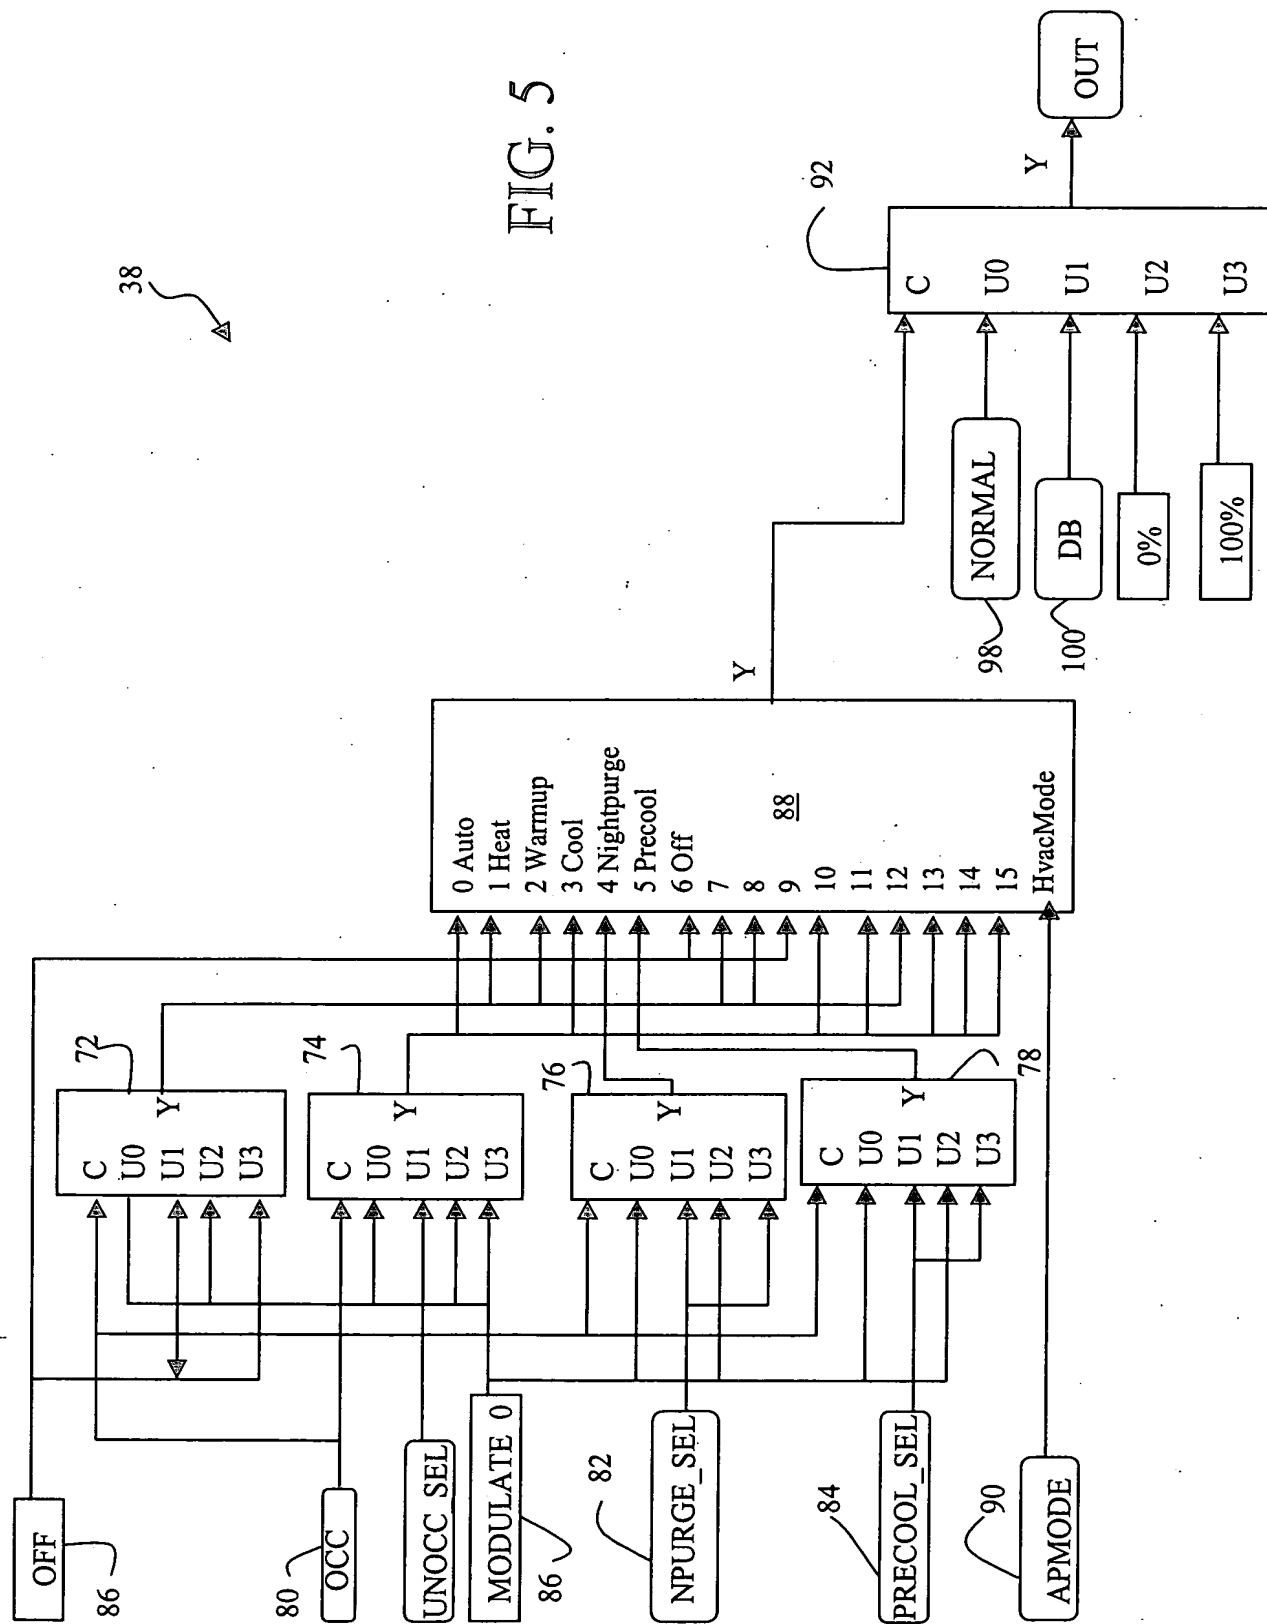 FIG. 5
38
OFF
86
OCC
80
UNOCC SEL
MODULATE 0
86
NPURGE_SEL
82
PRECOOL_SEL
84
APMODE
90
72
C
U0
U1
U2
U3
Y
74
C
U0
U1
U2
U3
Y
76
C
U0
U1
U2
U3
Y
78
C
U0
U1
U2
U3
Y
0 Auto
1 Heat
2 Warmup
3 Cool
4 Nightpurge
5 Precool
6 Off
7
8
9
10
11
12
13
14
15
HvacMode
88
Y
NORMAL
98
DB
100
0%
100%
92
C
U0
U1
U2
U3
Y
OUT